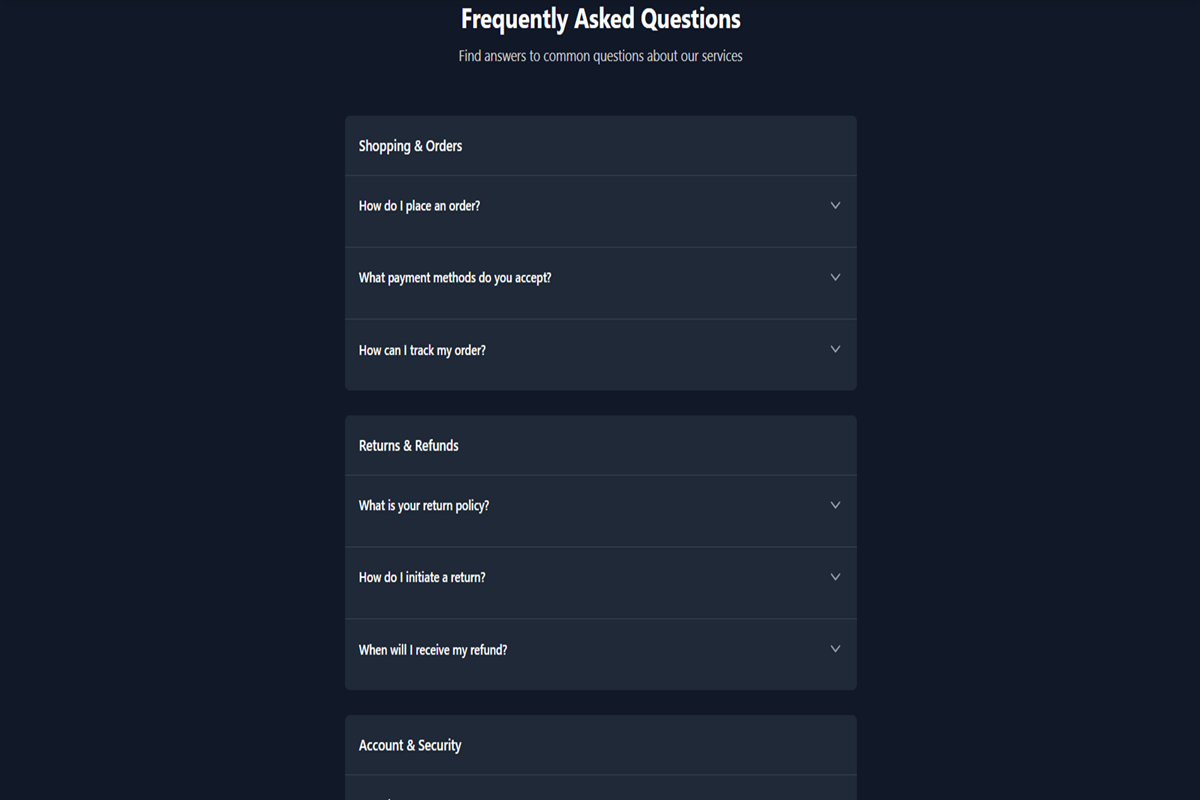 Frequently Asked Questions
Find answers to common questions about our services
Shopping & Orders
How do I place an order?
What payment methods do you accept?
How can I track my order?
Returns & Refunds
What is your return policy?
How do I initiate a return?
When will I receive my refund?
Account & Security